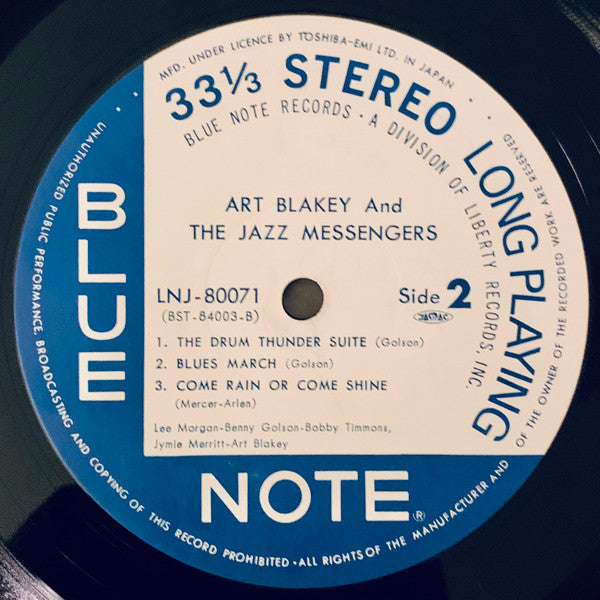 MFD. UNDER LICENCE BY TOSHIBA-EMI LTD. IN JAPAN
33 1/3 STEREO LONG PLAYING
BLUE NOTE RECORDS · A DIVISION OF LIBERTY RECORDS, INC.
ART BLAKEY And
THE JAZZ MESSENGERS
LNJ-80071
(BST-84003-B)
Side 2
JASRAC
1. THE DRUM THUNDER SUITE (Golson)
2. BLUES MARCH (Golson)
3. COME RAIN OR COME SHINE
(Mercer-Arlen)
Lee Morgan-Benny Golson-Bobby Timmons,
Jymie Merritt-Art Blakey
BLUE
NOTE®
UNAUTHORIZED PUBLIC PERFORMANCE, BROADCASTING AND COPYING OF THIS RECORD PROHIBITED·ALL RIGHTS OF THE MANUFACTURER AND OF THE OWNER OF THE RECORDED WORK ARE RESERVED